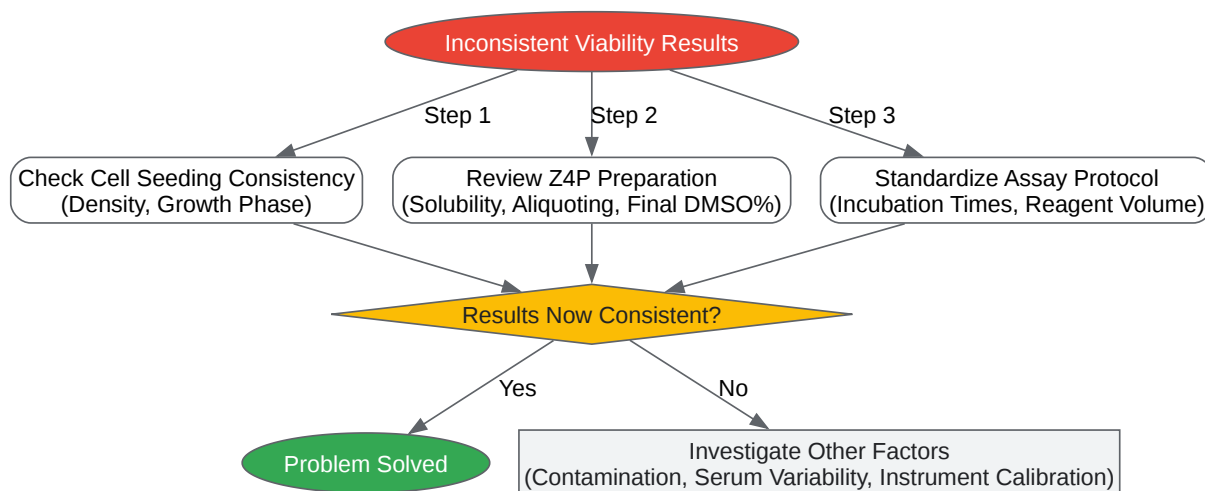 Inconsistent Viability Results
Step 1
Step 2
Step 3
Check Cell Seeding Consistency
(Density, Growth Phase)
Review Z4P Preparation
(Solubility, Aliquoting, Final DMSO%)
Standardize Assay Protocol
(Incubation Times, Reagent Volume)
Results Now Consistent?
Yes
No
Problem Solved
Investigate Other Factors
(Contamination, Serum Variability, Instrument Calibration)